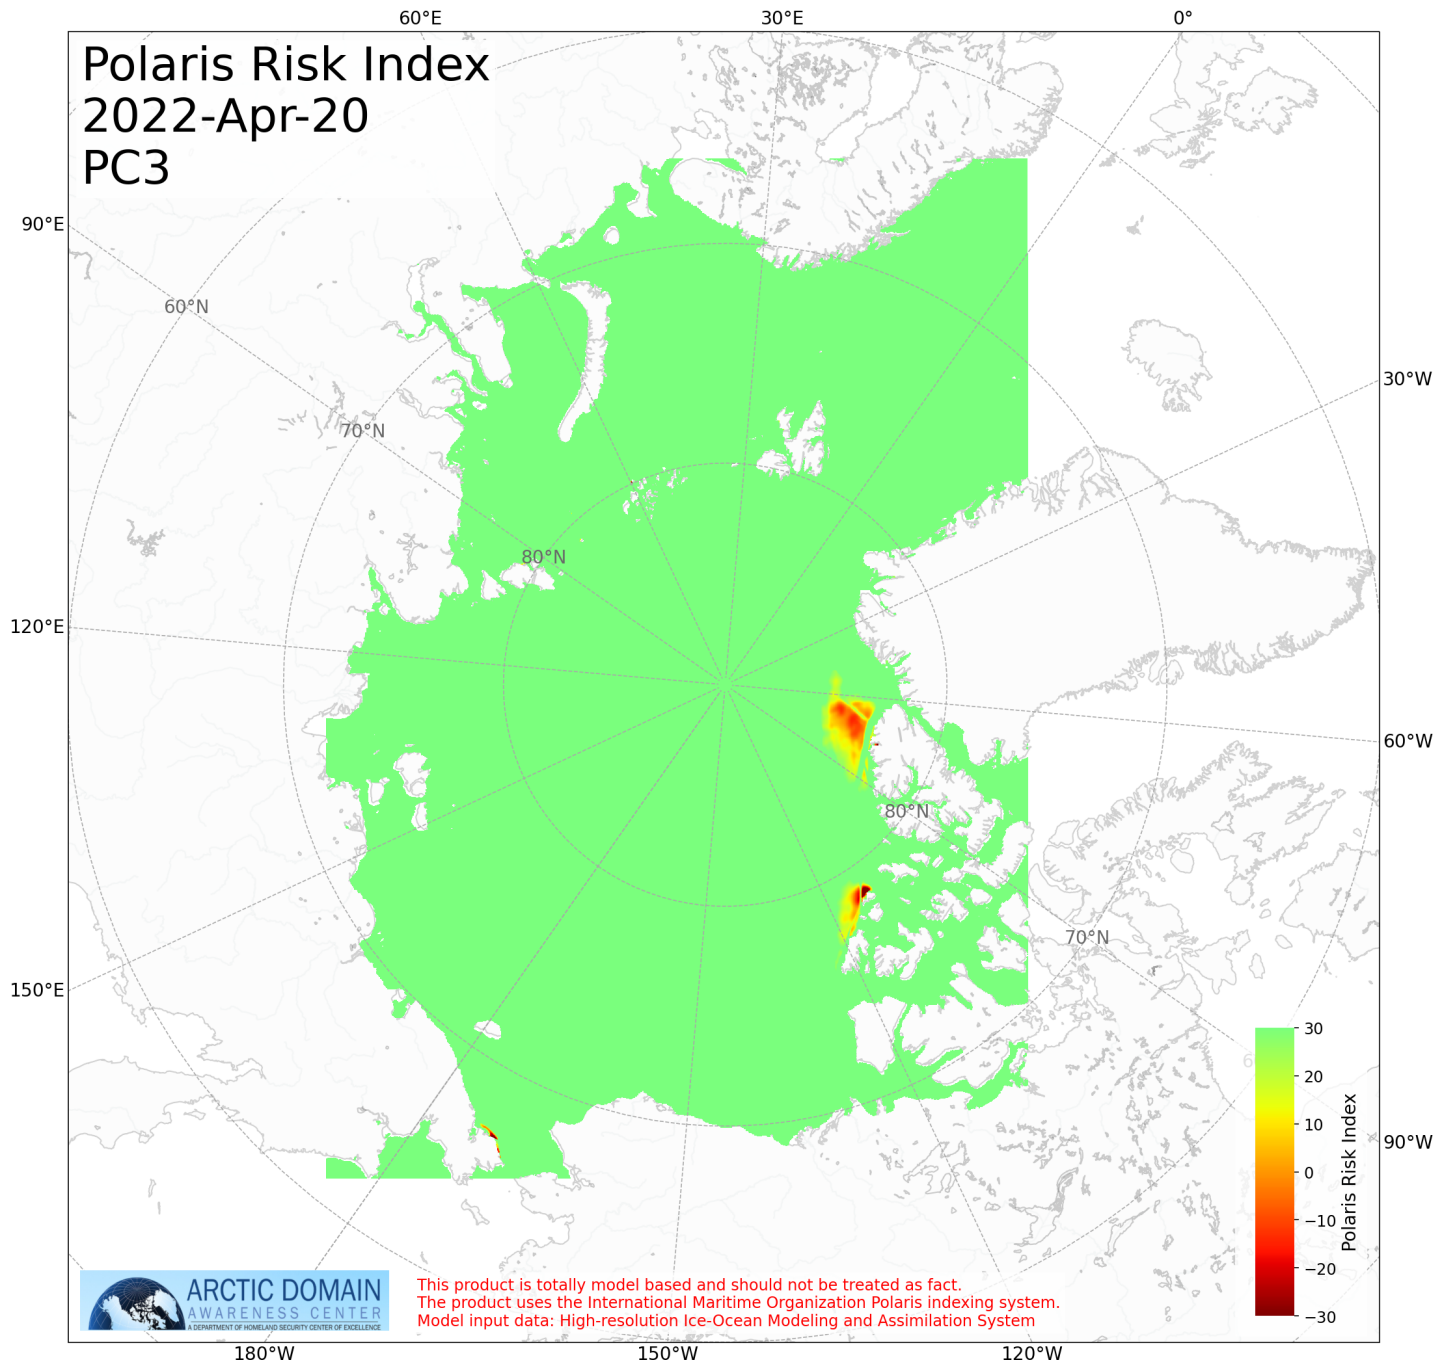 60°E
30°E
0°
Polaris Risk Index
2022-Apr-20
PC3
90°E
60°N
30°W
70°N
80°N
120°E
60°W
80°N
70°N
150°E
30
20
10
0
−10
−20
−30
Polaris Risk Index
90°W
ARCTIC DOMAIN
AWARENESS CENTER
A DEPARTMENT OF HOMELAND SECURITY CENTER OF EXCELLENCE
This product is totally model based and should not be treated as fact.
The product uses the International Maritime Organization Polaris indexing system.
Model input data: High-resolution Ice-Ocean Modeling and Assimilation System
180°W
150°W
120°W